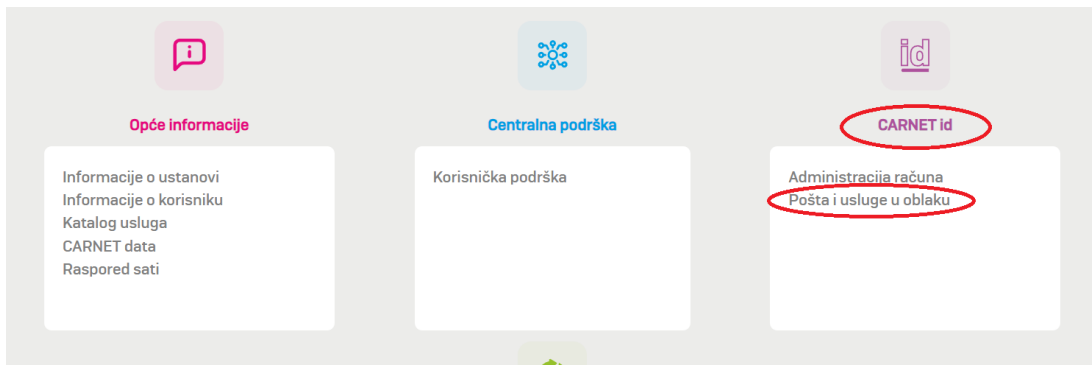 id
Opće informacije
Centralna podrška
CARNET id
Informacije o ustanovi
Informacije o korisniku
Katalog usluga
CARNET data
Raspored sati
Korisnička podrška
Administracija računa
Pošta i usluge u oblaku